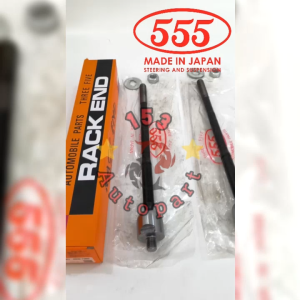 555
MADE IN JAPAN
STEERING AND SUSPENSION
AUTOMOBILE PARTS THREE FIVE
RACK END
153
Autopart
555